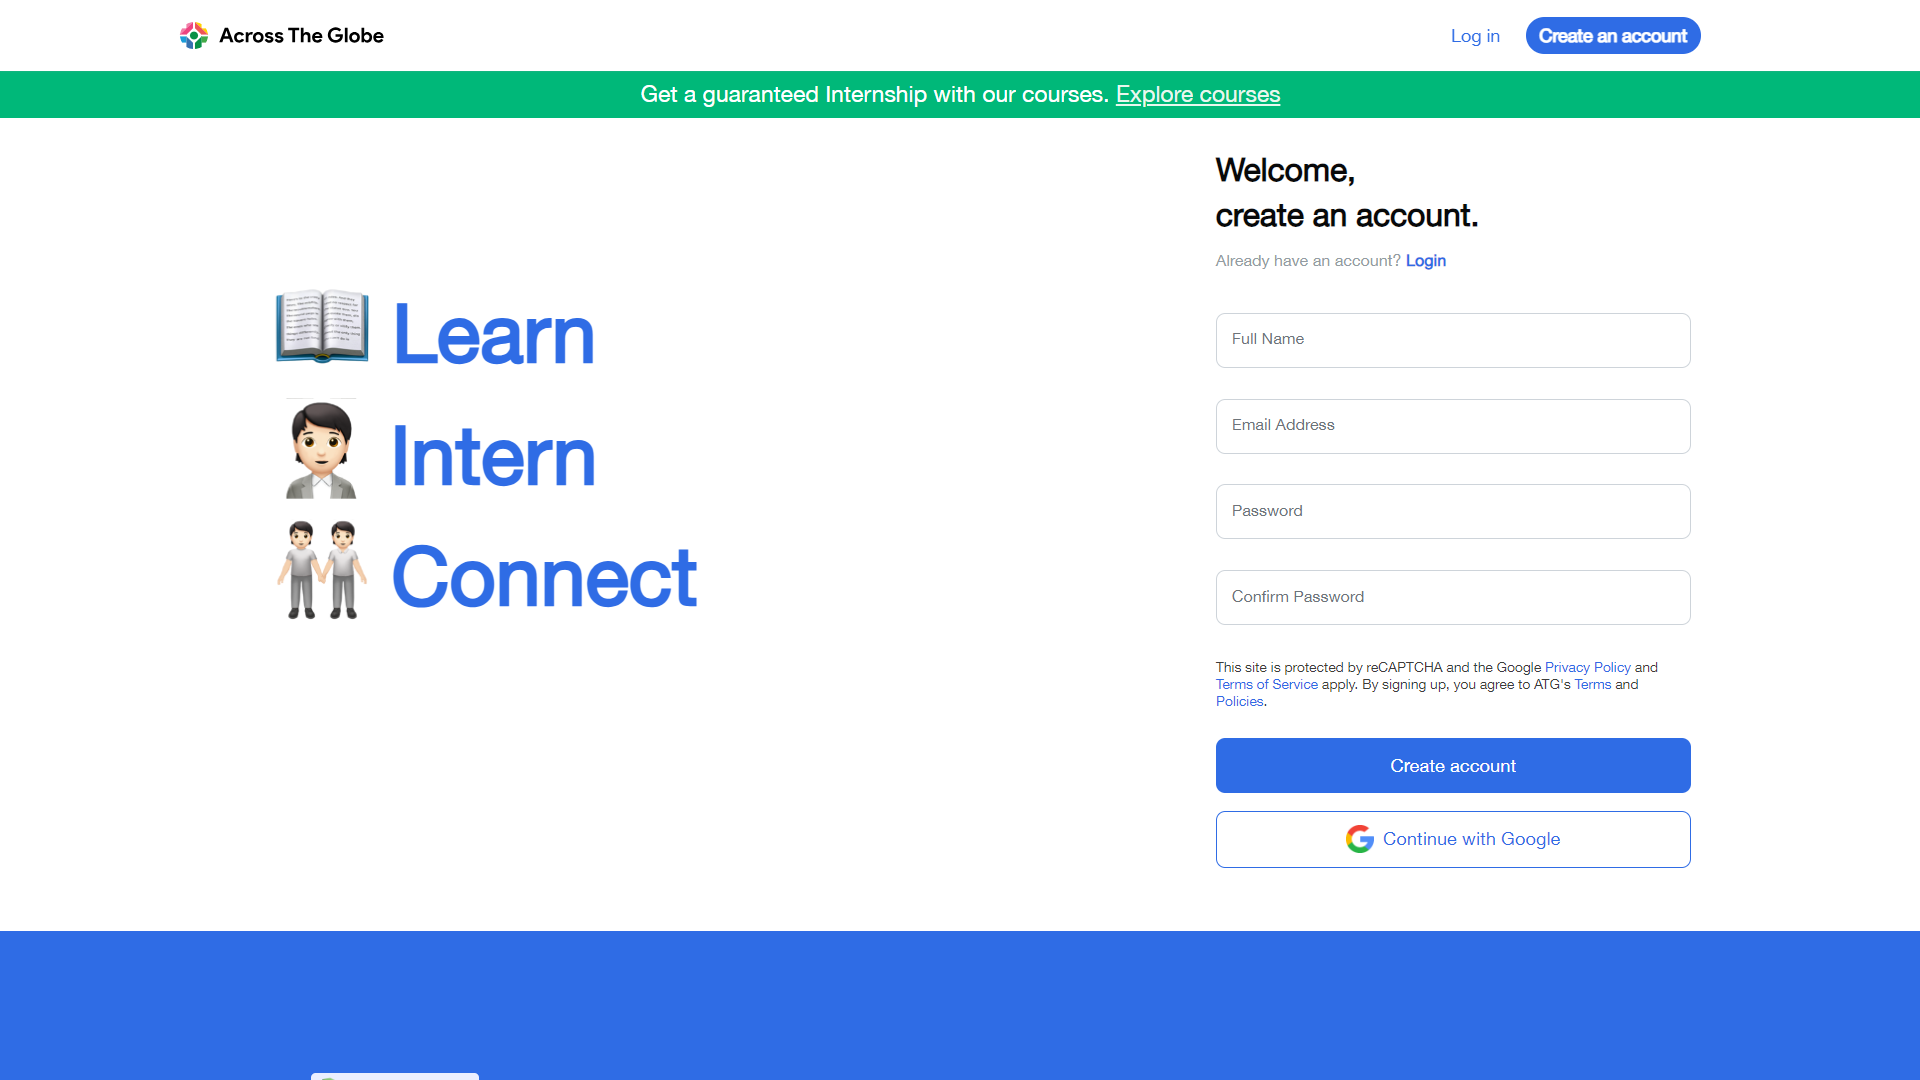 Across The Globe
Log in
Create an account
Get a guaranteed Internship with our courses. Explore courses
Welcome,
create an account.
Already have an account? Login
Learn
Intern
Connect
Full Name
Email Address
Password
Confirm Password
This site is protected by reCAPTCHA and the Google Privacy Policy and
Terms of Service apply. By signing up, you agree to ATG's Terms and
Policies.
Create account
Continue with Google